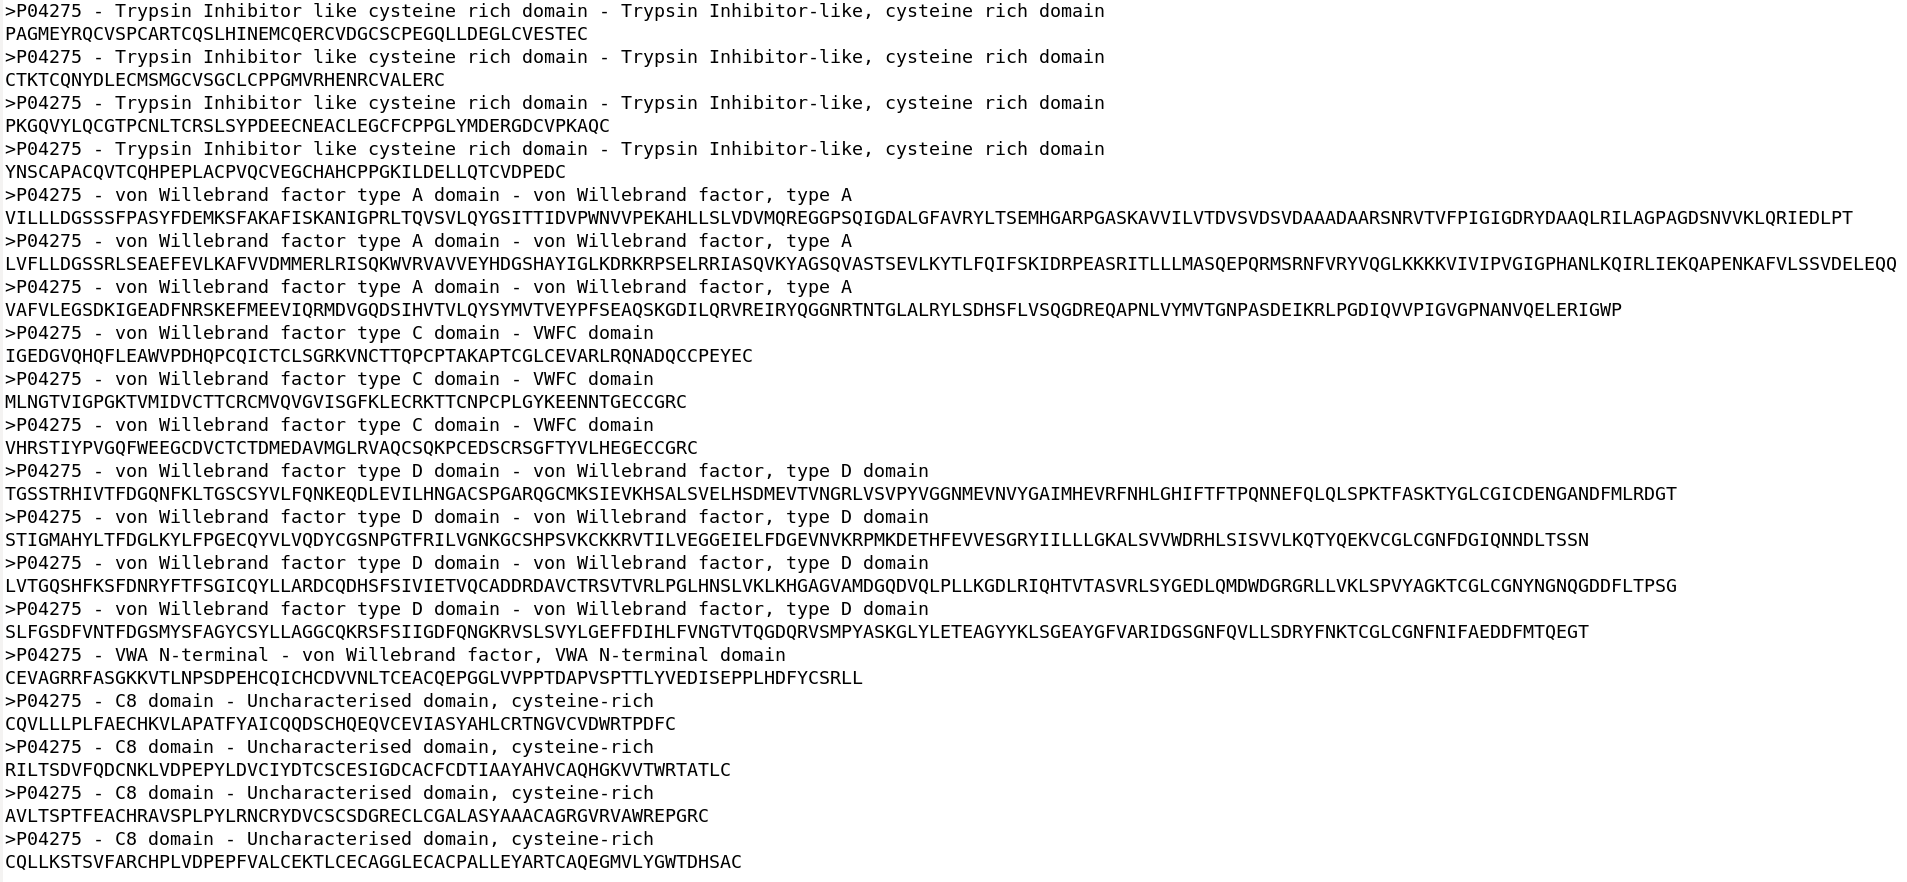 >P04275 - Trypsin Inhibitor like cysteine rich domain - Trypsin Inhibitor-like, cysteine rich domain
PAGMEYRQCVSPCARTCQSLHINEMCQERCVDGCSCPEGQLLDEGLCVESTEC
>P04275 - Trypsin Inhibitor like cysteine rich domain - Trypsin Inhibitor-like, cysteine rich domain
CTKTCQNYDLECMSMGCVSGCLCPPGMVRHENRCVALERC
>P04275 - Trypsin Inhibitor like cysteine rich domain - Trypsin Inhibitor-like, cysteine rich domain
PKGQVYLQCGTPCNLTCRSLSYPDEECNEACLEGCFCPPGLYMDERGDCVPKAQC
>P04275 - Trypsin Inhibitor like cysteine rich domain - Trypsin Inhibitor-like, cysteine rich domain
YNSCAPACQVTCQHPEPLACPVQCVEGCHAHCPPGKILDELLQTCVDPEDC
>P04275 - von Willebrand factor type A domain - von Willebrand factor, type A
VILLLDGSSSFPASYFDEMKSFAKAFISKANIGPRLTQVSVLQYGSITTIDVPWNVVPEKAHLLSLVDVMQREGGPSQIGDALGFAVRYLTSEMHGARPGASKAVVILVTDVSVDSVDAAADAARSNRVTVFPIGIGDRYDAAQLRILAGPAGDSNVVKLQRIEDLPT
>P04275 - von Willebrand factor type A domain - von Willebrand factor, type A
LVFLLDGSSRLSEAEFEVLKAFVVDMMERLRISQKWVRVAVVEYHDGSHAYIGLKDRKRPSELRRIASQVKYAGSQVASTSEVLKYTLFQIFSKIDRPEASRITLLLMASQEPQRMSRNFVRYVQGLKKKKVIVIPVGIGPHANLKQIRLIEKQAPENKAFVLSSVDELEQQ
>P04275 - von Willebrand factor type A domain - von Willebrand factor, type A
VAFVLEGSDKIGEADFNRSKEFMEEVIQRMDVGQDSIHVTVLQYSYMVTVEYPFSEAQSKGDILQRVREIRYQGGNRTNTGLALRYLSDHSFLVSQGDREQAPNLVYMVTGNPASDEIKRLPGDIQVVPIGVGPNANVQELERIGWP
>P04275 - von Willebrand factor type C domain - VWFC domain
IGEDGVQHQFLEAWVPDHQPCQICTCLSGRKVNCTTQPCPTAKAPTCGLCEVARLRQNADQCCPEYEC
>P04275 - von Willebrand factor type C domain - VWFC domain
MLNGTVIGPGKTVMIDVCTTCRCMVQVGVISGFKLECRKTTCNPCPLGYKEENNTGECCGRC
>P04275 - von Willebrand factor type C domain - VWFC domain
VHRSTIYPVGQFWEEGCDVCTCTDMEDAVMGLRVAQCSQKPCEDSCRSGFTYVLHEGECCGRC
>P04275 - von Willebrand factor type D domain - von Willebrand factor, type D domain
TGSSTRHIVTFDGQNFKLTGSCSYVLFQNKEQDLEVILHNGACSPGARQGCMKSIEVKHSALSVELHSDMEVTVNGRLVSVPYVGGNMEVNVYGAIMHEVRFNHLGHIFTFTPQNNEFQLQLSPKTFASKTYGLCGICDENGANDFMLRDGT
>P04275 - von Willebrand factor type D domain - von Willebrand factor, type D domain
STIGMAHYLTFDGLKYLFPGECQYVLVQDYCGSNPGTFRILVGNKGCSHPSVKCKKRVTILVEGGEIELFDGEVNVKRPMKDETHFEVVESGRYIILLLGKALSVVWDRHLSISVVLKQTYQEKVCGLCGNFDGIQNNDLTSSN
>P04275 - von Willebrand factor type D domain - von Willebrand factor, type D domain
LVTGQSHFKSFDNRYFTFSGICQYLLARDCQDHSFSIVIETVQCADDRDAVCTRSVTVRLPGLHNSLVKLKHGAGVAMDGQDVQLPLLKGDLRIQHTVTASVRLSYGEDLQMDWDGRGRLLVKLSPVYAGKTCGLCGNYNGNQGDDFLTPSG
>P04275 - von Willebrand factor type D domain - von Willebrand factor, type D domain
SLFGSDFVNTFDGSMYSFAGYCSYLLAGGCQKRSFSIIGDFQNGKRVSLSVYLGEFFDIHLFVNGTVTQGDQRVSMPYASKGLYLETEAGYYKLSGEAYGFVARIDGSGNFQVLLSDRYFNKTCGLCGNFNIFAEDDFMTQEGT
>P04275 - VWA N-terminal - von Willebrand factor, VWA N-terminal domain
CEVAGRRFASGKKVTLNPSDPEHCQICHCDVVNLTCEACQEPGGLVVPPTDAPVSPTTLYVEDISEPPLHDFYCSRLL
>P04275 - C8 domain - Uncharacterised domain, cysteine-rich
CQVLLLPLFAECHKVLAPATFYAICQQDSCHQEQVCEVIASYAHLCRTNGVCVDWRTPDFC
>P04275 - C8 domain - Uncharacterised domain, cysteine-rich
RILTSDVFQDCNKLVDPEPYLDVCIYDTCSCESIGDCACFCDTIAAYAHVCAQHGKVVTWRTATLC
>P04275 - C8 domain - Uncharacterised domain, cysteine-rich
AVLTSPTFEACHRAVSPLPYLRNCRYDVCSCSDGRECLCGALASYAAACAGRGVRVAWREPGRC
>P04275 - C8 domain - Uncharacterised domain, cysteine-rich
CQLLKSTSVFARCHPLVDPEPFVALCEKTLCECAGGLECACPALLEYARTCAQEGMVLYGWTDHSAC